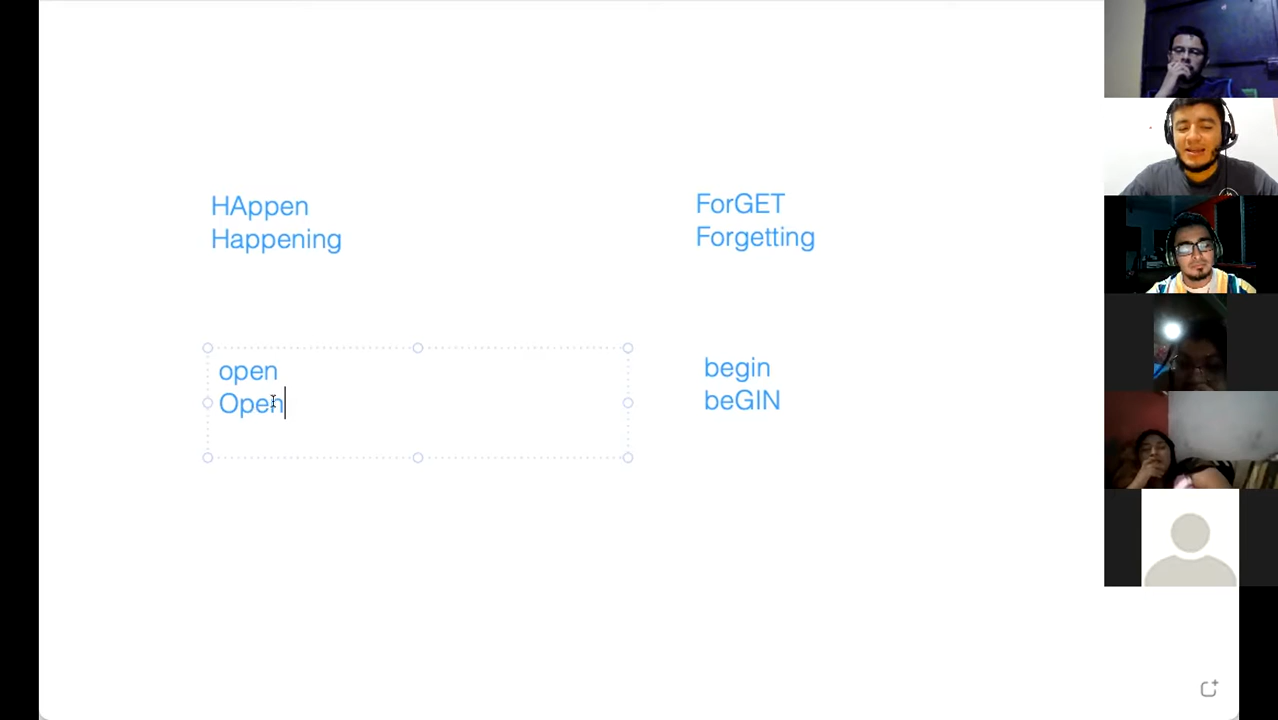 HAppen
Happening
ForGET
Forgetting
open
Open
begin
beGIN